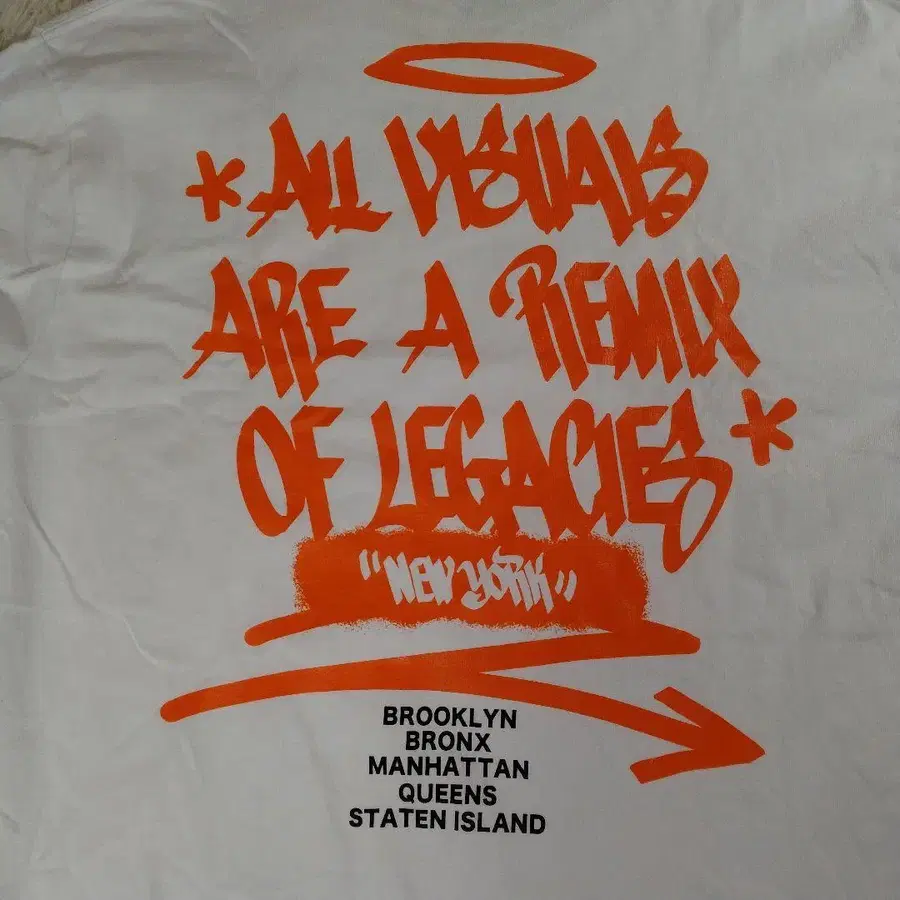 *ALL VISUALS
ARE A REMIX
OF LEGACIES*
"NEW YORK"
BROOKLYN
BRONX
MANHATTAN
QUEENS
STATEN ISLAND